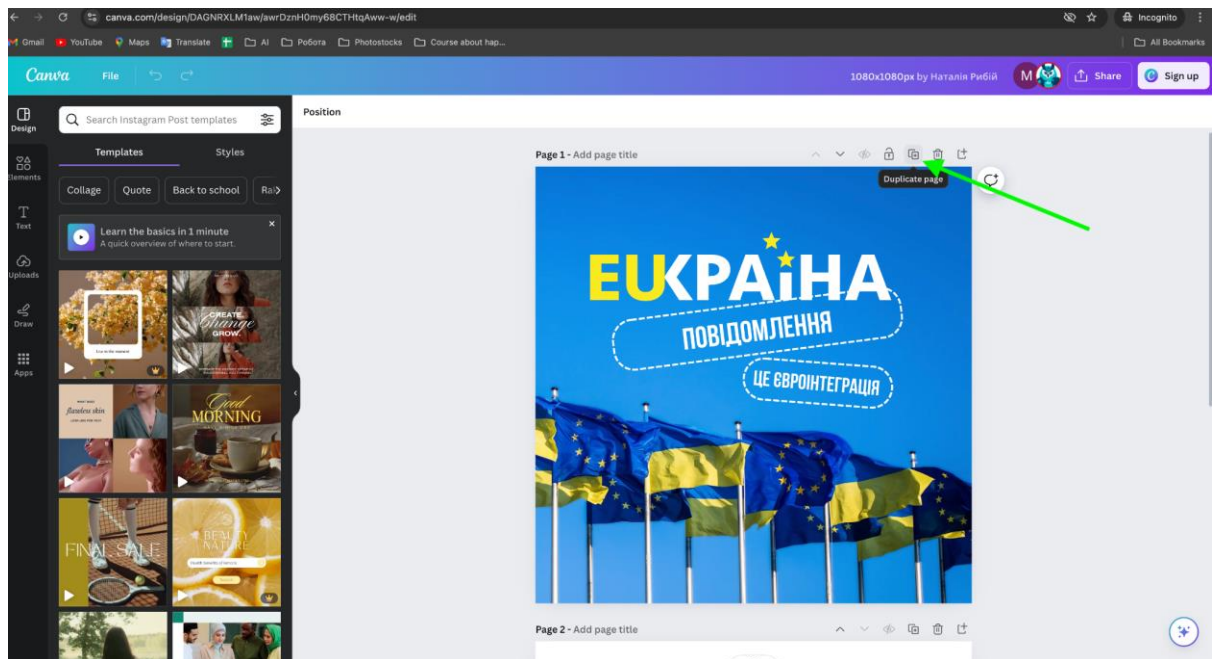 canva.com/design/DAGNRXLM1aw/awrDznH0my68CTHtqAww-w/edit
Incognito
Gmail YouTube Maps Translate AI Робота Photostocks Course about hap...
All Bookmarks
Canva File 1080x1080px by Наталія Рибій M Share Sign up
Design
Elements
Text
Uploads
Draw
Apps
Search Instagram Post templates
Templates Styles
Collage Quote Back to school
Learn the basics in 1 minute
A quick overview of where to start.
CREATE.
Change
GROW.
flawless skin
Good
MORNING
FINAL SALE
BEAUTY
NATURE
Position
Page 1 - Add page title
Duplicate page
EUКРАїНА
ПОВІДОМЛЕННЯ
ЦЕ ЄВРОІНТЕГРАЦІЯ
Page 2 - Add page title